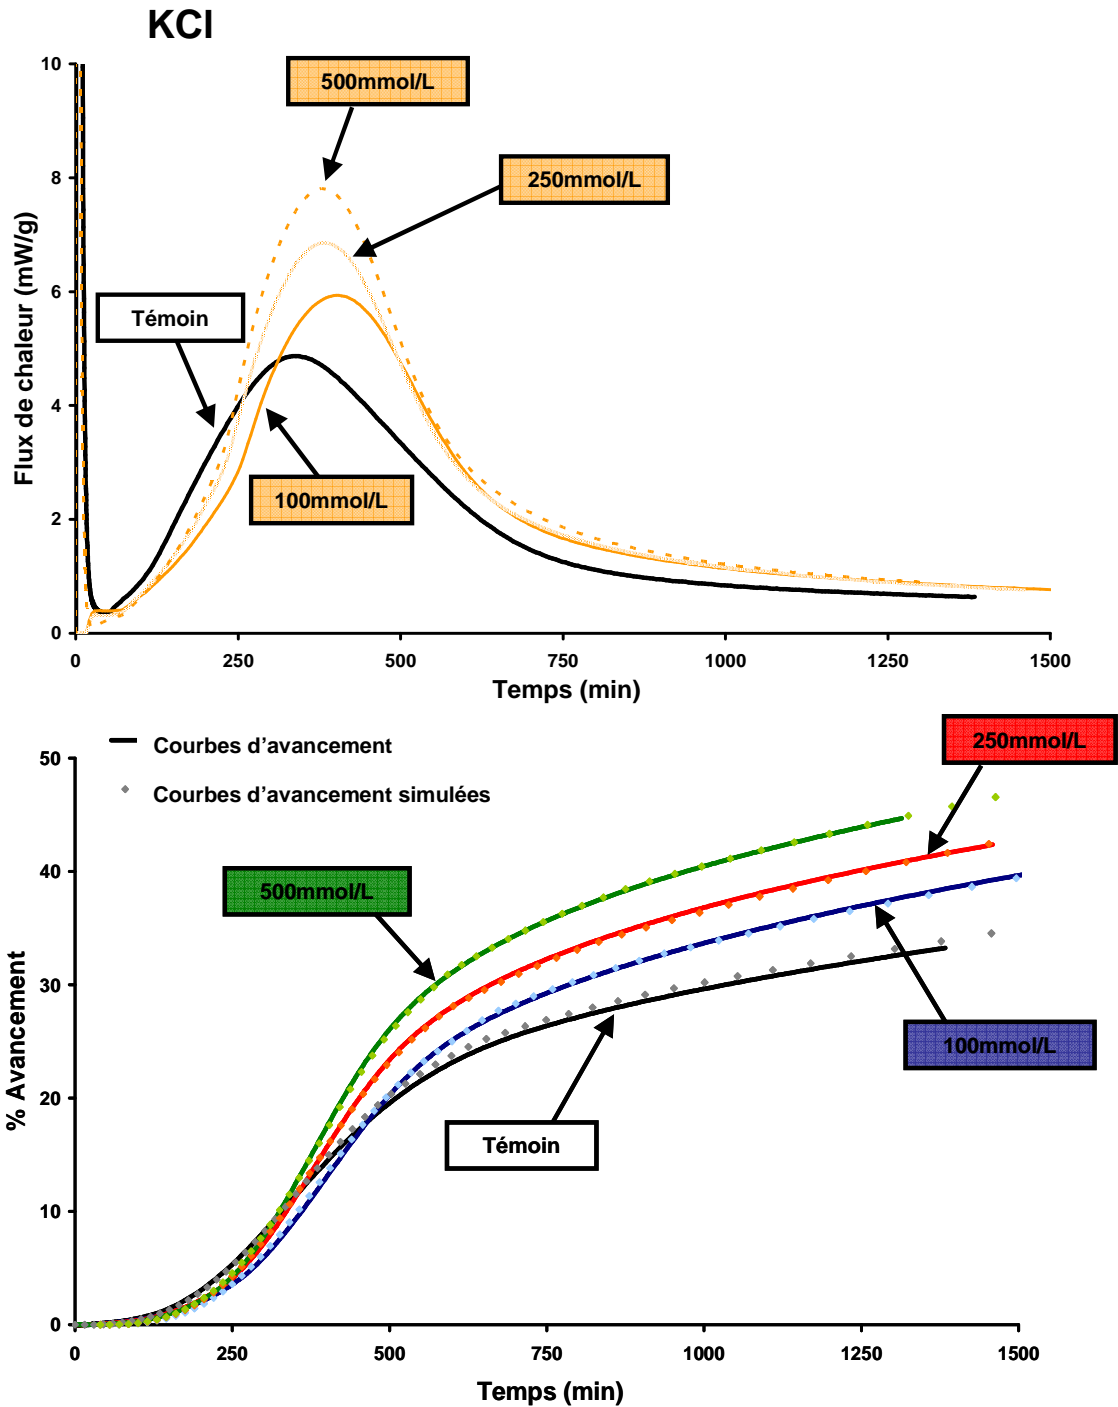 KCl
10
8
6
4
2
0
Flux de chaleur (mW/g)
500mmol/L
250mmol/L
Témoin
100mmol/L
0 250 500 750 1000 1250 1500
Temps (min)
50
40
30
20
10
0
% Avancement
Courbes d'avancement
Courbes d'avancement simulées
250mmol/L
500mmol/L
100mmol/L
Témoin
0 250 500 750 1000 1250 1500
Temps (min)